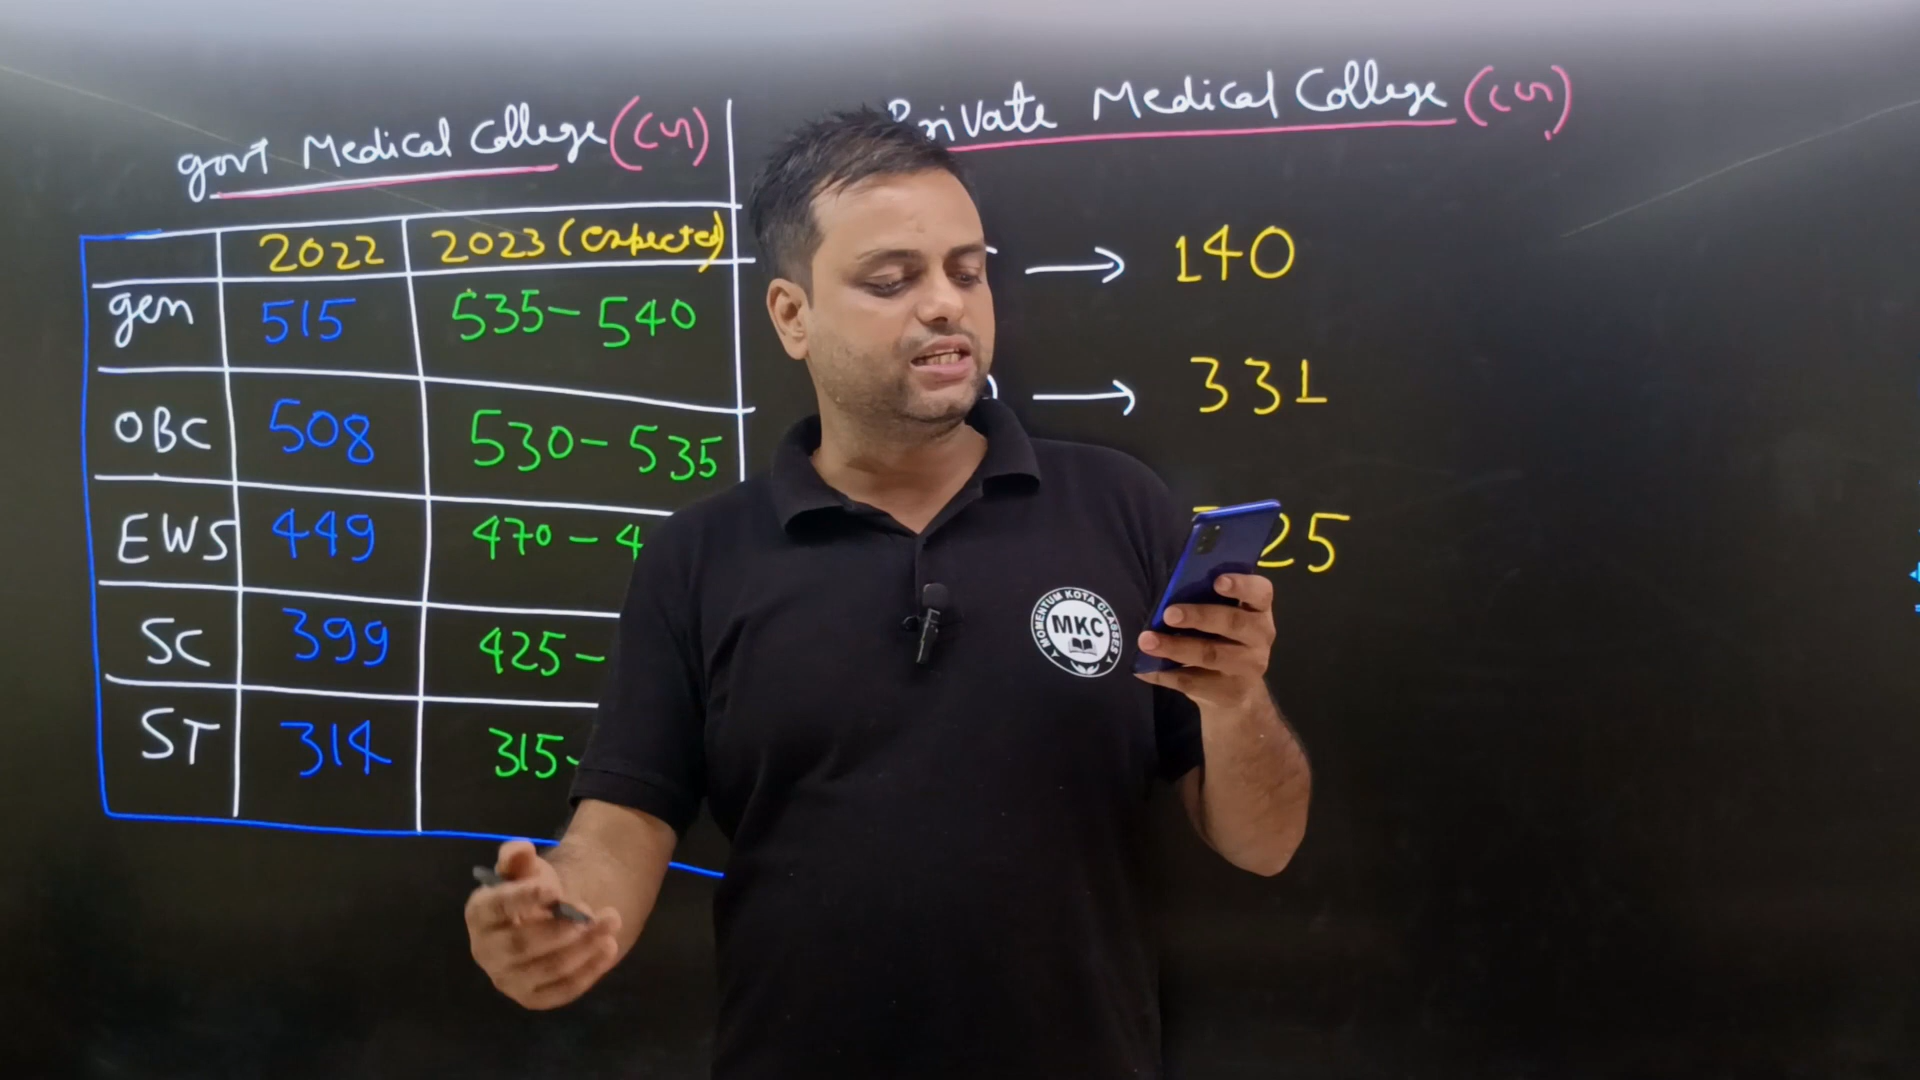 govt Medical College
Private Medical College
2022 2023 (expected)
gen 515 535-540
OBC 508 530-535
EWS 449 470-4
SC 399 425-
ST 314 315-
→ 140
→ 331
25
MOMENTUM KOTA CLASSES
MKC